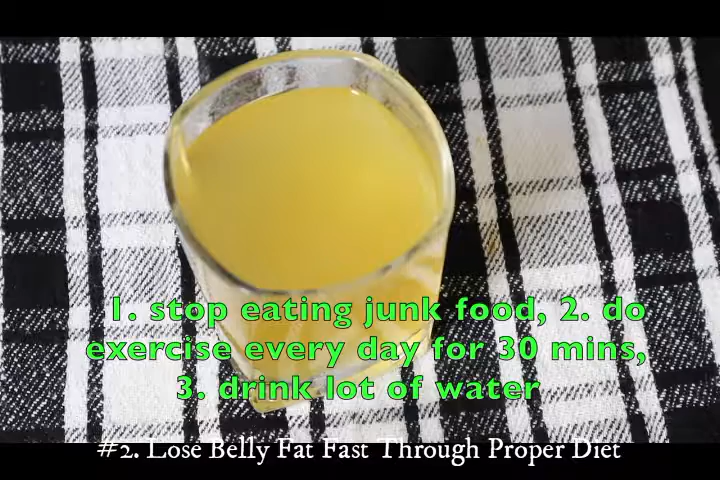 1. stop eating junk food, 2. do
exercise every day for 30 mins,
3. drink lot of water
#2. Lose Belly Fat Fast Through Proper Diet